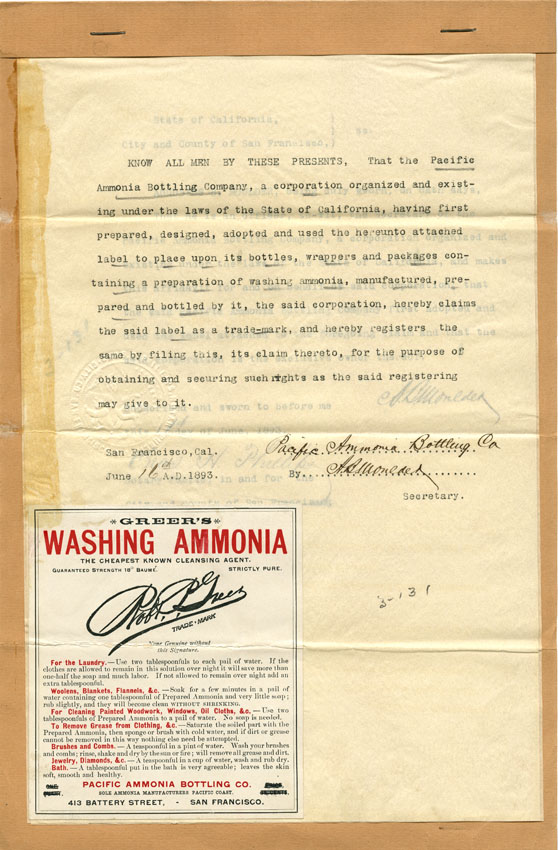 State of California,
City and County of San Francisco,
KNOW ALL MEN BY THESE PRESENTS, That the Pacific
Ammonia Bottling Company, a corporation organized and exist-
ing under the laws of the State of California, having first
prepared, designed, adopted and used the hereunto attached
label to place upon its bottles, wrappers and packages con-
taining a preparation of washing ammonia, manufactured, pre-
pared and bottled by it, the said corporation, hereby claims
the said label as a trade-mark, and hereby registers the
same by filing this, its claim thereto, for the purpose of
obtaining and securing such rights as the said registering
may give to it.
San Francisco, Cal.
June 16th A.D. 1893.
Pacific Ammonia Bottling Co
By
Secretary.
3-131
GREER'S
WASHING AMMONIA
THE CHEAPEST KNOWN CLEANSING AGENT.
GUARANTEED STRENGTH 18° BAUMÉ. STRICTLY PURE.
Robt. P. Greer
TRADE-MARK
None Genuine without
this Signature.
For the Laundry.—Use two tablespoonfuls to each pail of water. If the
clothes are allowed to remain in this solution over night it will save more than
one-half the soap and much labor. If not allowed to remain over night add an
extra tablespoonful.
Woolens, Blankets, Flannels, &c.—Soak for a few minutes in a pail of
water containing one tablespoonful of Prepared Ammonia and very little soap;
rub slightly, and they will become clean WITHOUT SHRINKING.
For Cleaning Painted Woodwork, Windows, Oil Cloths, &c.—Use two
tablespoonfuls of Prepared Ammonia to a pail of water. No soap is needed.
To Remove Grease from Clothing, &c.—Saturate the soiled part with the
Prepared Ammonia, then sponge or brush with cold water, and if dirt or grease
cannot be removed in this way nothing else need be attempted.
Brushes and Combs.—A teaspoonful in a pint of water. Wash your brushes
and combs; rinse, shake and dry by the sun or fire; will remove all grease and dirt.
Jewelry, Diamonds, &c.—A teaspoonful in a cup of water, wash and rub dry.
Bath.—A tablespoonful put in the bath is very agreeable; leaves the skin
soft, smooth and healthy.
PACIFIC AMMONIA BOTTLING CO.
SOLE AMMONIA MANUFACTURERS PACIFIC COAST.
413 BATTERY STREET, - SAN FRANCISCO.